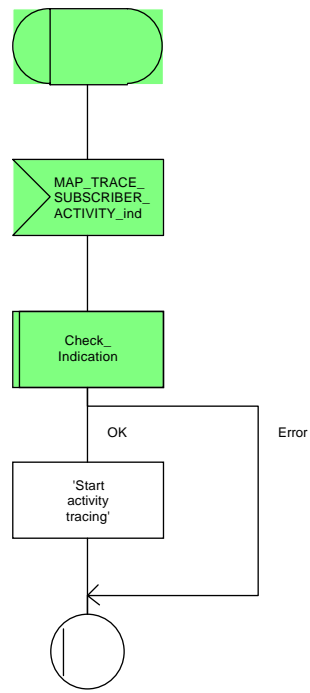 MAP_TRACE_
SUBSCRIBER_
ACTIVITY_ind
Check_
Indication
OK
Error
'Start
activity
tracing'